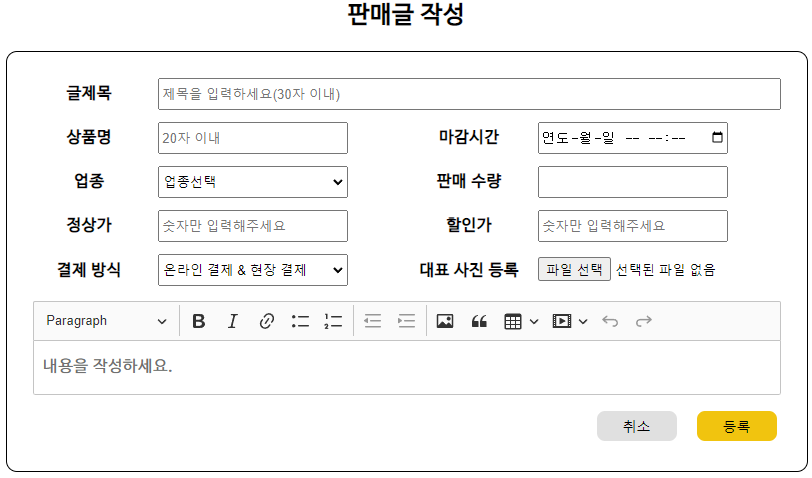 판매글 작성
글제목 제목을 입력하세요(30자 이내)
상품명 20자 이내 마감시간 연도-월-일 -- --:--
업종 업종선택 판매 수량
정상가 숫자만 입력해주세요 할인가 숫자만 입력해주세요
결제 방식 온라인 결제 & 현장 결제 대표 사진 등록 파일 선택 선택된 파일 없음
Paragraph
내용을 작성하세요.
취소 등록